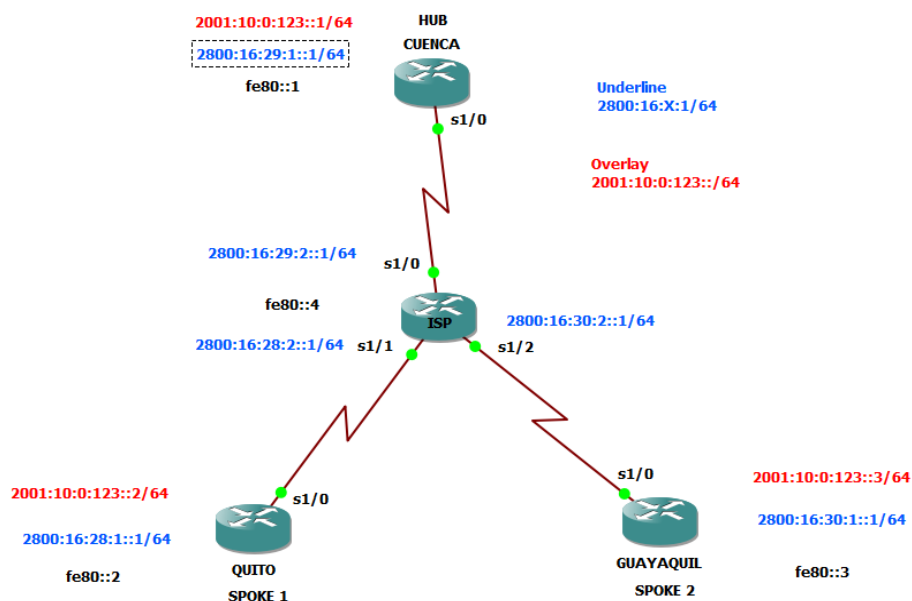 2001:10:0:123::1/64
HUB
CUENCA
2800:16:29:1::1/64
fe80::1
s1/0
Underline
2800:16:X:1/64
Overlay
2001:10:0:123::/64
2800:16:29:2::1/64
s1/0
fe80::4
ISP
2800:16:30:2::1/64
2800:16:28:2::1/64
s1/1
s1/2
2001:10:0:123::2/64
s1/0
2800:16:28:1::1/64
fe80::2
QUITO
SPOKE 1
s1/0
2001:10:0:123::3/64
2800:16:30:1::1/64
GUAYAQUIL
SPOKE 2
fe80::3